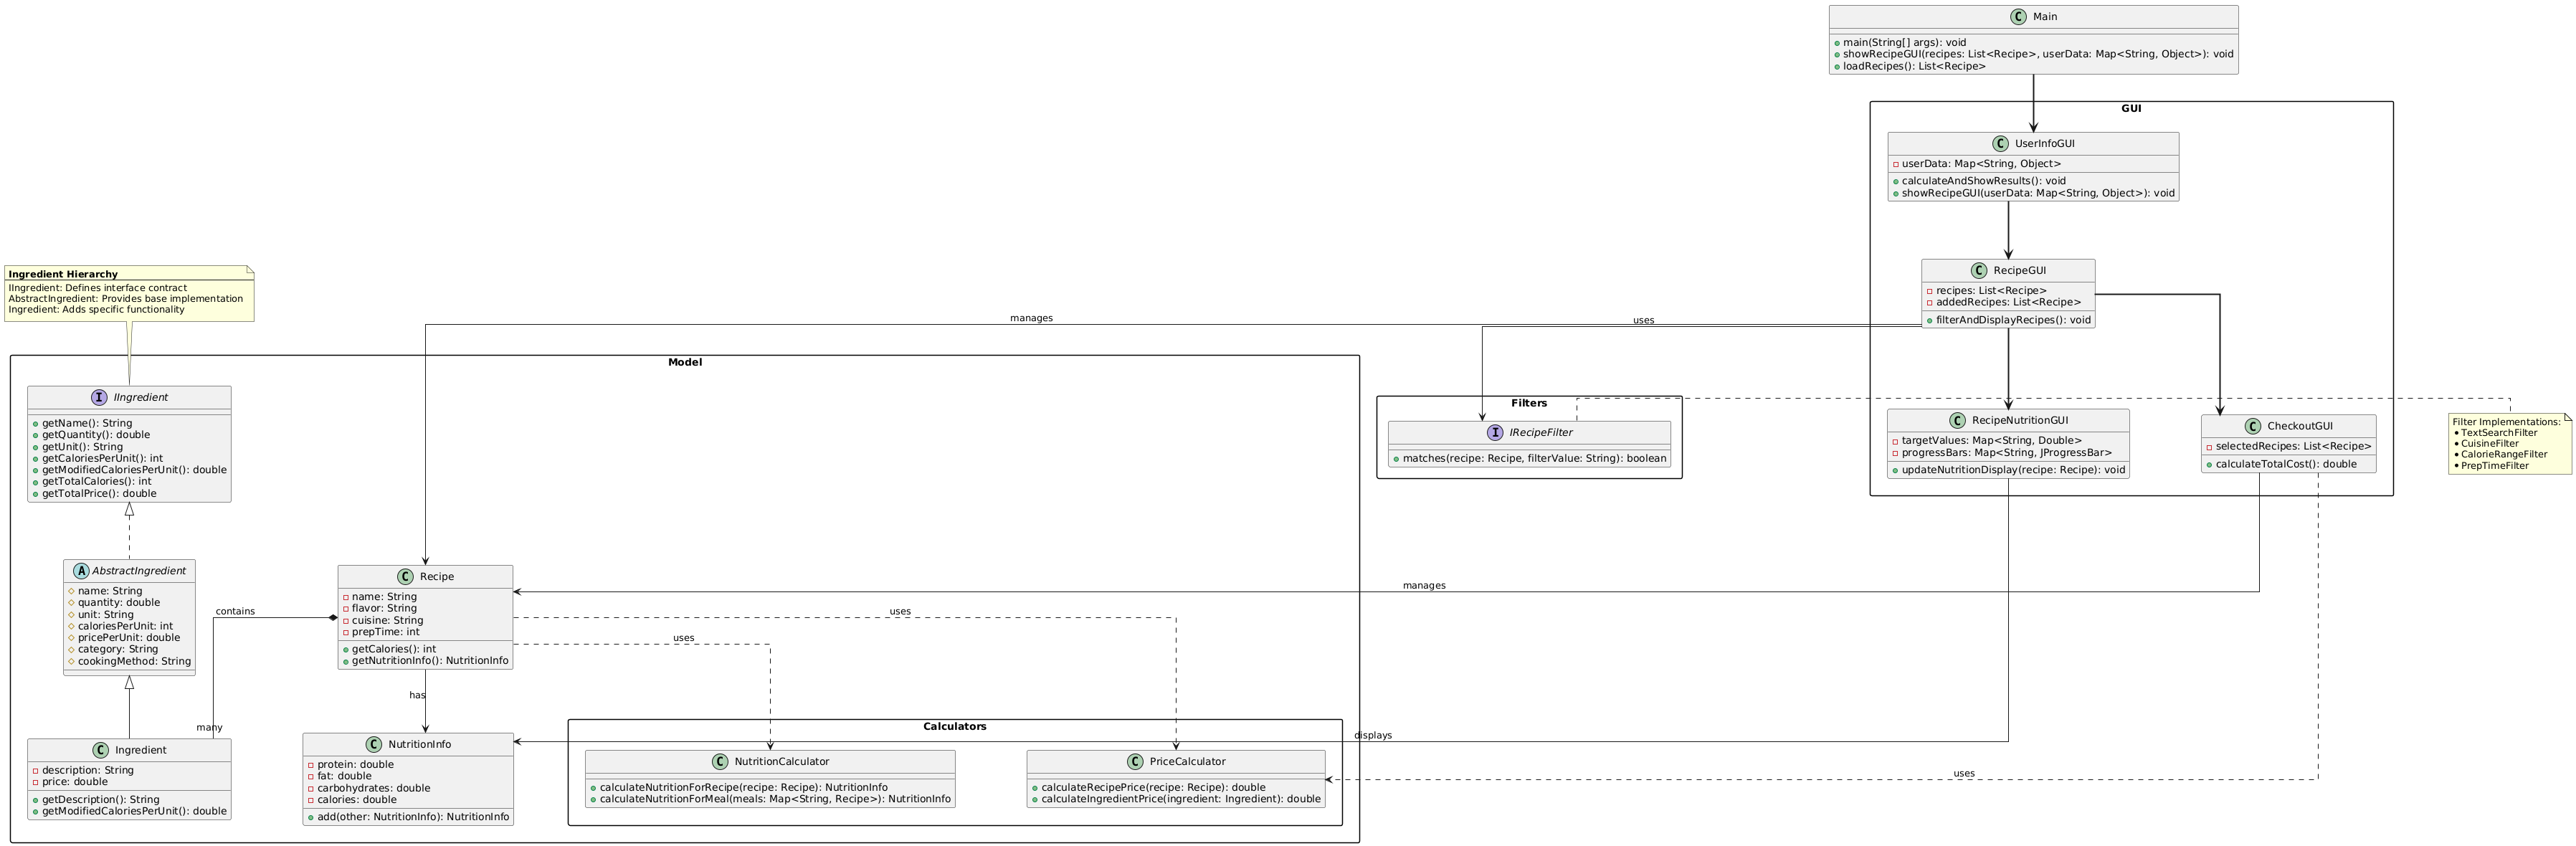 C Main
main(String[] args): void
showRecipeGUI(recipes: List<Recipe>, userData: Map<String, Object>): void
loadRecipes(): List<Recipe>
GUI
C UserInfoGUI
userData: Map<String, Object>
calculateAndShowResults(): void
showRecipeGUI(userData: Map<String, Object>): void
C RecipeGUI
recipes: List<Recipe>
addedRecipes: List<Recipe>
filterAndDisplayRecipes(): void
Ingredient Hierarchy
IIngredient: Defines interface contract
AbstractIngredient: Provides base implementation
Ingredient: Adds specific functionality
manages
uses
Model
I IIngredient
getName(): String
getQuantity(): double
getUnit(): String
getCaloriesPerUnit(): int
getModifiedCaloriesPerUnit(): double
getTotalCalories(): int
getTotalPrice(): double
Filters
I IRecipeFilter
matches(recipe: Recipe, filterValue: String): boolean
C RecipeNutritionGUI
targetValues: Map<String, Double>
progressBars: Map<String, JProgressBar>
updateNutritionDisplay(recipe: Recipe): void
C CheckoutGUI
selectedRecipes: List<Recipe>
calculateTotalCost(): double
Filter Implementations:
• TextSearchFilter
• CuisineFilter
• CalorieRangeFilter
• PrepTimeFilter
A AbstractIngredient
name: String
quantity: double
unit: String
caloriesPerUnit: int
pricePerUnit: double
category: String
cookingMethod: String
C Recipe
name: String
flavor: String
cuisine: String
prepTime: int
getCalories(): int
getNutritionInfo(): NutritionInfo
manages
contains
uses
uses
has
many
C Ingredient
description: String
price: double
getDescription(): String
getModifiedCaloriesPerUnit(): double
C NutritionInfo
protein: double
fat: double
carbohydrates: double
calories: double
add(other: NutritionInfo): NutritionInfo
Calculators
displays
C NutritionCalculator
calculateNutritionForRecipe(recipe: Recipe): NutritionInfo
calculateNutritionForMeal(meals: Map<String, Recipe>): NutritionInfo
C PriceCalculator
calculateRecipePrice(recipe: Recipe): double
calculateIngredientPrice(ingredient: Ingredient): double
uses